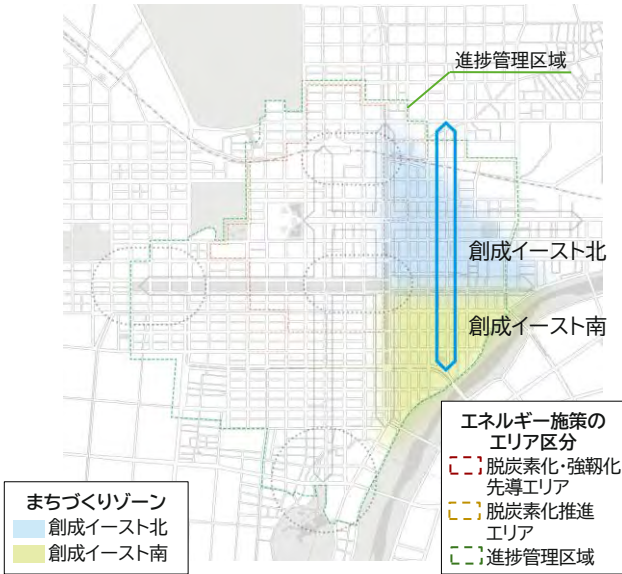 進捗管理区域
創成イースト北
創成イースト南
まちづくりゾーン
創成イースト北
創成イースト南
エネルギー施策の
エリア区分
脱炭素化・強靱化
先導エリア
脱炭素化推進
エリア
進捗管理区域